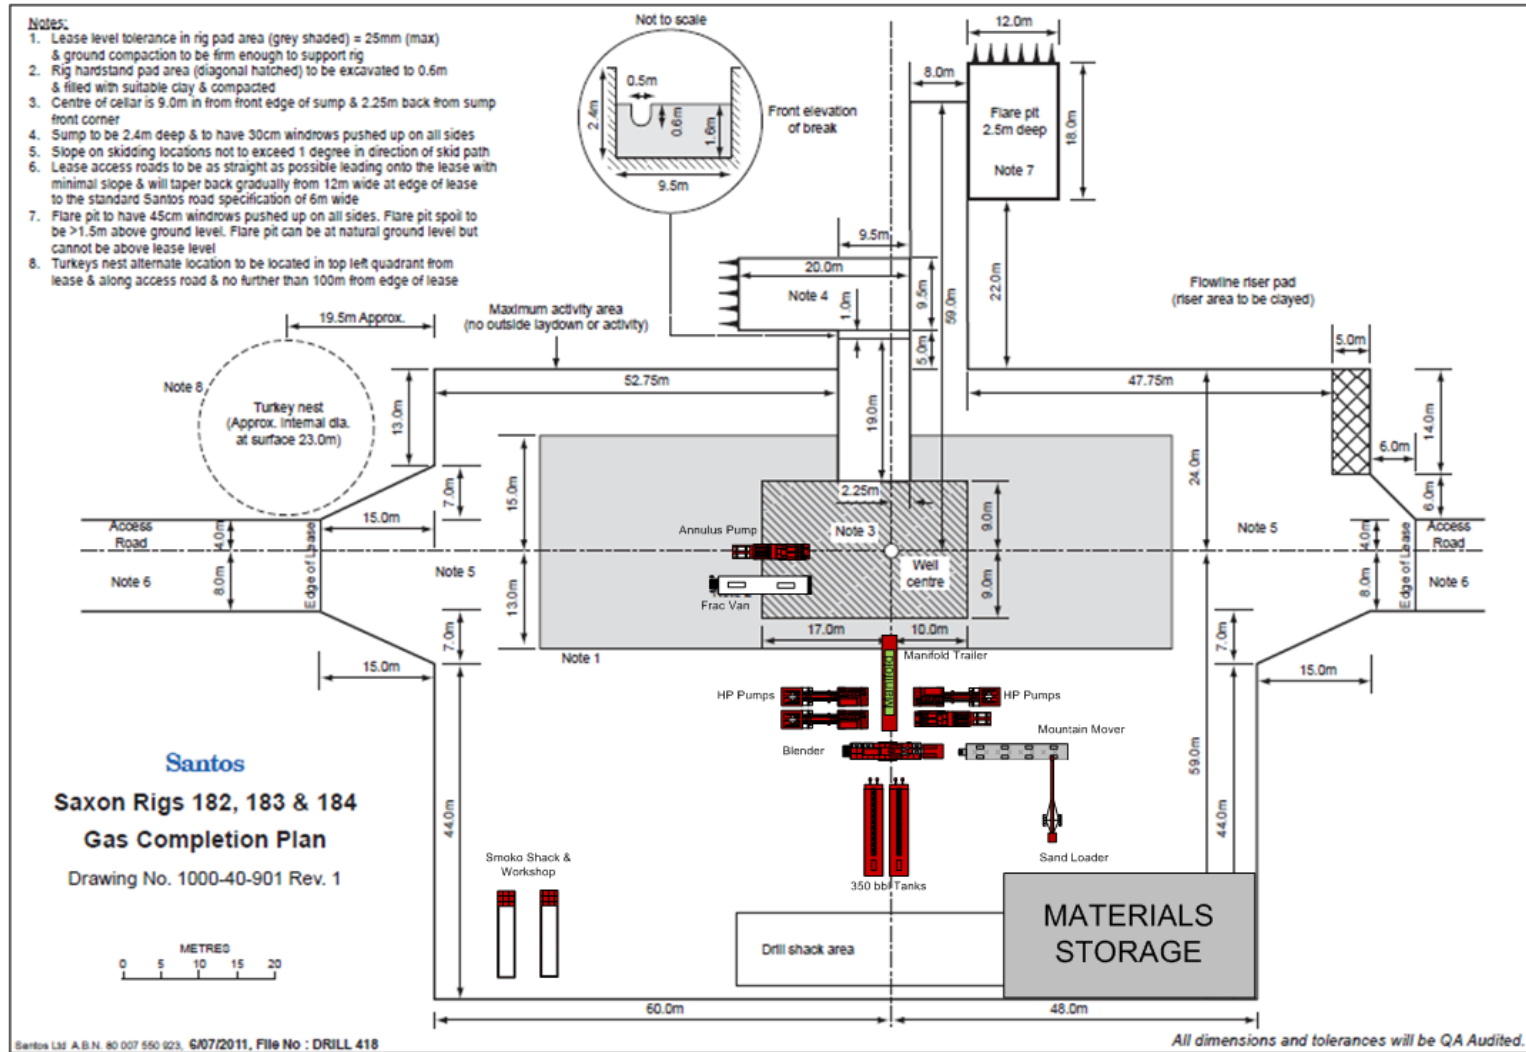 Notes:
1. Lease level tolerance in rig pad area (grey shaded) = 25mm (max)
& ground compaction to be firm enough to support rig
2. Rig hardstand pad area (diagonal hatched) to be excavated to 0.6m
& filled with suitable clay & compacted
3. Centre of cellar is 9.0m in from front edge of sump & 2.25m back from sump
front corner
4. Sump to be 2.4m deep & to have 30cm windrows pushed up on all sides
5. Slope on skidding locations not to exceed 1 degree in direction of skid path
6. Lease access roads to be as straight as possible leading onto the lease with
minimal slope & will taper back gradually from 12m wide at edge of lease
to the standard Santos road specification of 6m wide
7. Flare pit to have 45cm windrows pushed up on all sides. Flare pit spoil to
be >1.5m above ground level. Flare pit can be at natural ground level but
cannot be above lease level
8. Turkeys nest alternate location to be located in top left quadrant from
lease & along access road & no further than 100m from edge of lease
Not to scale
0.5m
2.4m
0.6m
1.6m
9.5m
Front elevation
of break
12.0m
8.0m
Flare pit
2.5m deep
Note 7
18.0m
22.0m
59.0m
9.5m
20.0m
Note 4
1.0m
9.5m
5.0m
Flowline riser pad
(riser area to be clayed)
5.0m
19.5m Approx.
Maximum activity area
(no outside laydown or activity)
52.75m
47.75m
Note 8
Turkey nest
(Approx. internal dia.
at surface 23.0m)
13.0m
19.0m
24.0m
14.0m
6.0m
6.0m
7.0m
15.0m
15.0m
2.25m
9.0m
Access
Road
4.0m
Edge of Lease
Annulus Pump
Note 3
Note 5
4.0m
Edge of Lease
Access
Road
Note 6
8.0m
Note 5
13.0m
Frac Van
Well
centre
9.0m
8.0m
Note 6
7.0m
15.0m
17.0m
10.0m
Note 1
Manifold Trailer
Manifold
7.0m
15.0m
HP Pumps
HP Pumps
Blender
Mountain Mover
59.0m
44.0m
44.0m
Sand Loader
350 bbl Tanks
Smoko Shack &
Workshop
Drill shack area
MATERIALS
STORAGE
60.0m
48.0m
Santos
Saxon Rigs 182, 183 & 184
Gas Completion Plan
Drawing No. 1000-40-901 Rev. 1
METRES
0 5 10 15 20
Santos Ltd A.B.N. 80 007 550 923, 6/07/2011, File No : DRILL 418
All dimensions and tolerances will be QA Audited.